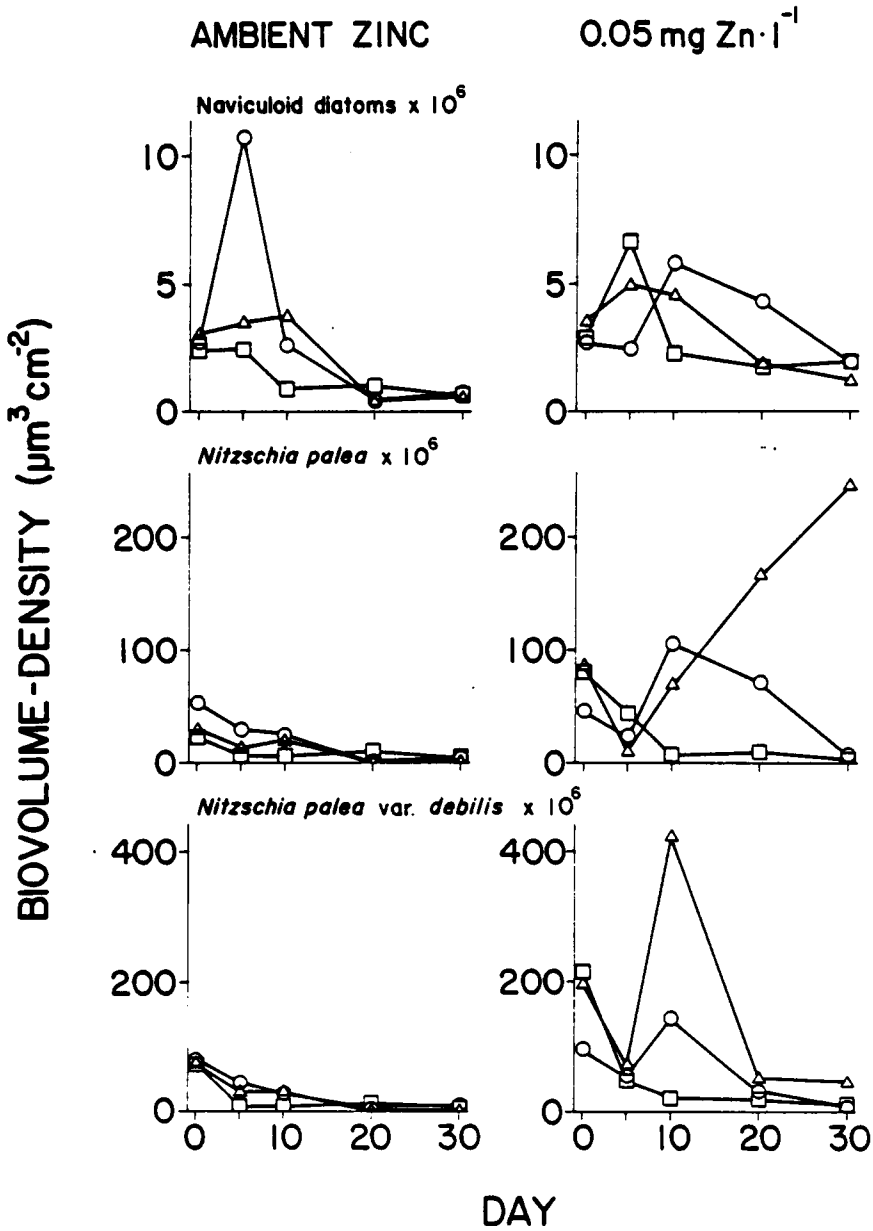 AMBIENT ZINC
0.05 mg Zn·l⁻¹
BIOVOLUME-DENSITY (µm³ cm⁻²)
Naviculoid diatoms x 10⁶
10
5
0
10
5
0
Nitzschia palea x 10⁶
200
100
0
200
100
0
Nitzschia palea var. debilis x 10⁶
400
200
0
400
200
0
0 10 20 30
0 10 20 30
DAY